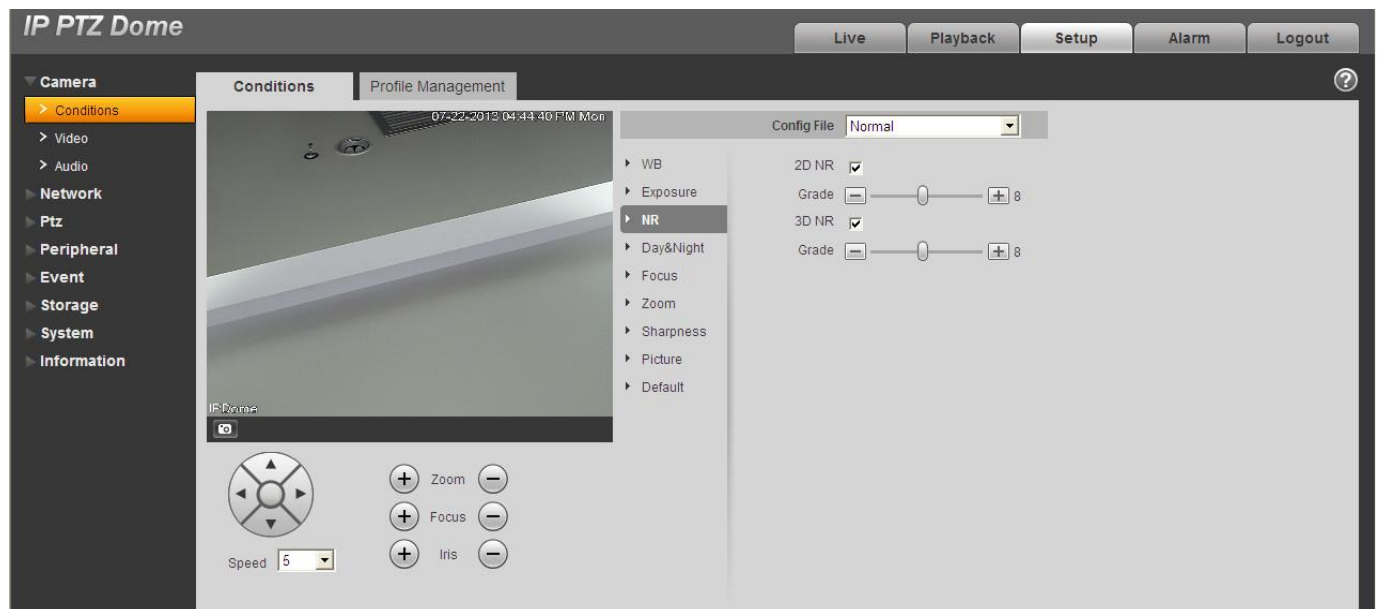 IP PTZ Dome
Live
Playback
Setup
Alarm
Logout
Camera
Conditions
Video
Audio
Network
Ptz
Peripheral
Event
Storage
System
Information
Conditions
Profile Management
?
07-22-2013 04:44:40 PM Mon
IP Dome
Speed 5
Zoom
Focus
Iris
WB
Exposure
NR
Day&Night
Focus
Zoom
Sharpness
Picture
Default
Config File Normal
2D NR
Grade 8
3D NR
Grade 8